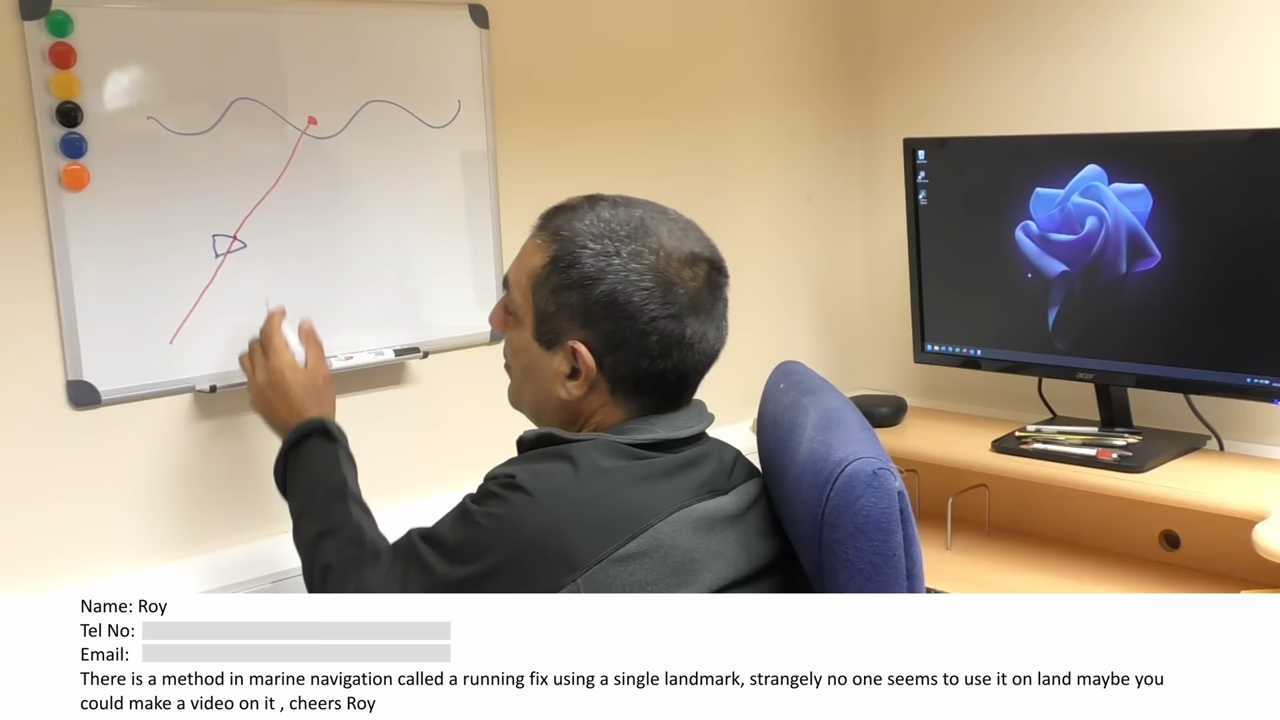 acer
Name: Roy
Tel No:
Email:
There is a method in marine navigation called a running fix using a single landmark, strangely no one seems to use it on land maybe you
could make a video on it , cheers Roy